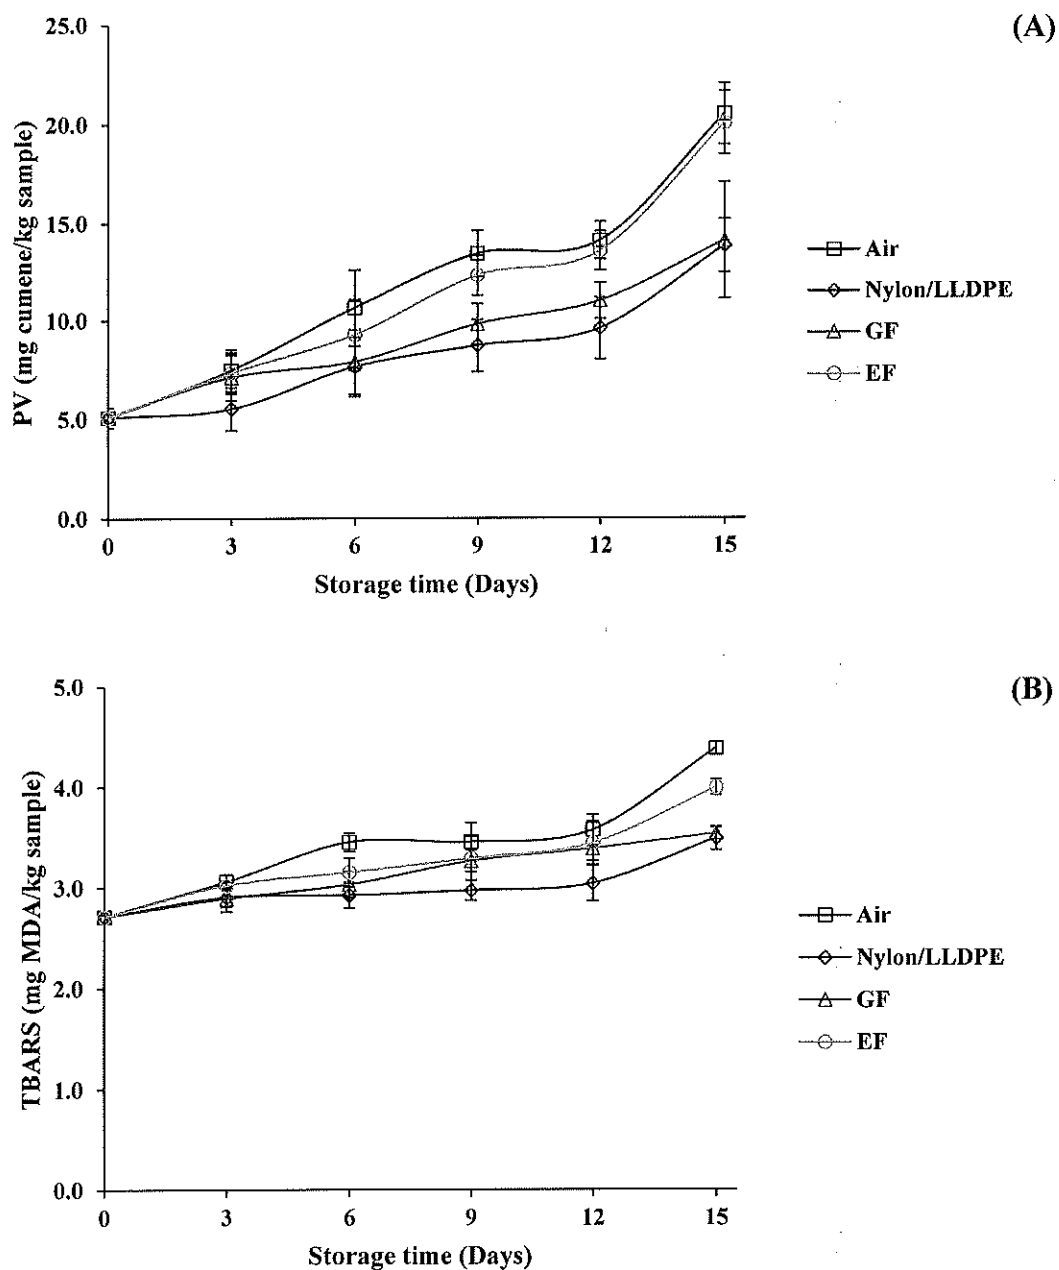 (A)
25.0
20.0
15.0
10.0
5.0
0.0
PV (mg cumene/kg sample)
0 3 6 9 12 15
Storage time (Days)
Air
Nylon/LLDPE
GF
EF
(B)
5.0
4.0
3.0
2.0
1.0
0.0
TBARS (mg MDA/kg sample)
0 3 6 9 12 15
Storage time (Days)
Air
Nylon/LLDPE
GF
EF